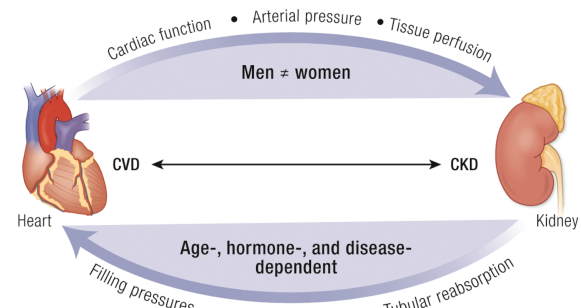 Cardiac function • Arterial pressure • Tissue perfusion
Men ≠ women
CVD
CKD
Heart
Kidney
Age-, hormone-, and disease-
dependent
Filling pressures
Tubular reabsorption